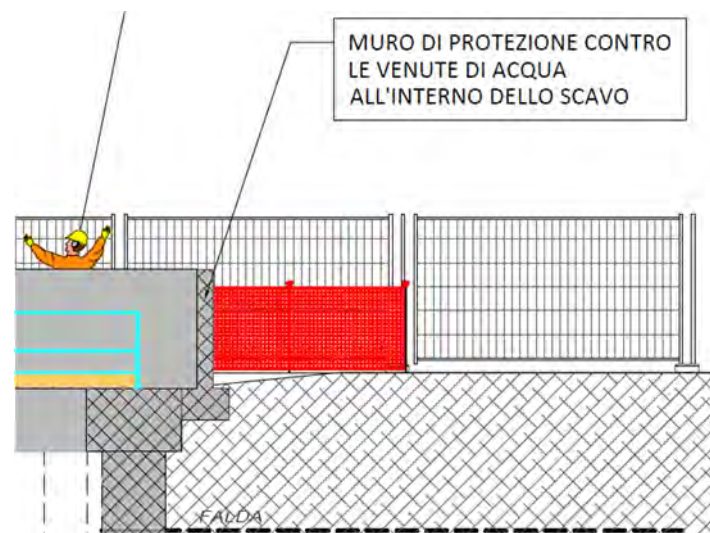 MURO DI PROTEZIONE CONTRO
LE VENUTE DI ACQUA
ALL'INTERNO DELLO SCAVO
FALDA